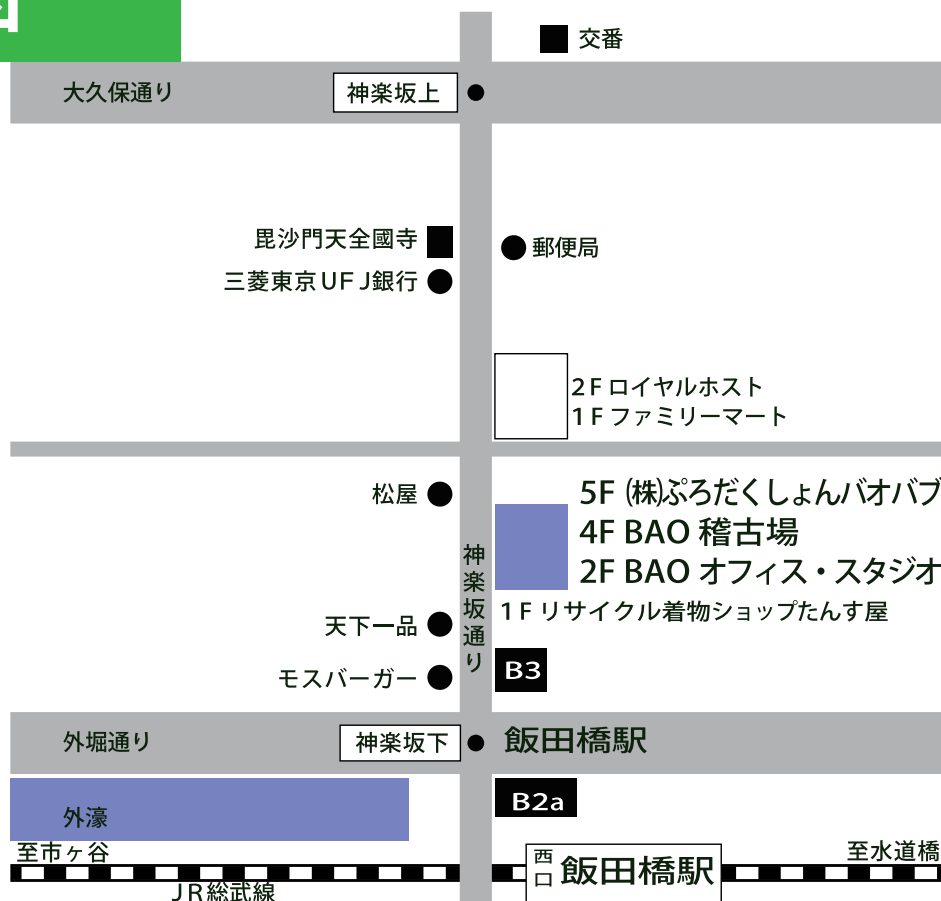 交番
大久保通り
神楽坂上
毘沙門天全國寺
郵便局
三菱東京UFJ銀行
2F ロイヤルホスト
1F ファミリーマート
松屋
5F (株)ぷろだくしょんバオバブ
4F BAO 稽古場
2F BAO オフィス・スタジオ
神楽坂通り
1F リサイクル着物ショップたんす屋
天下一品
モスバーガー
B3
外堀通り
神楽坂下
飯田橋駅
B2a
外濠
至市ヶ谷
至水道橋
西口
飯田橋駅
JR総武線